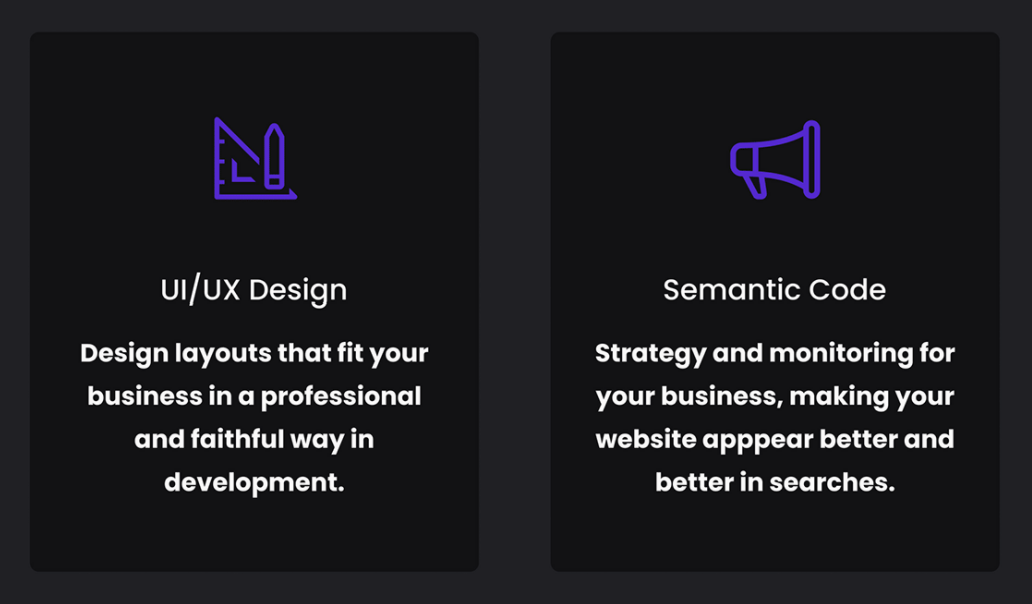 UI/UX Design
Design layouts that fit your
business in a professional
and faithful way in
development.
Semantic Code
Strategy and monitoring for
your business, making your
website apppear better and
better in searches.